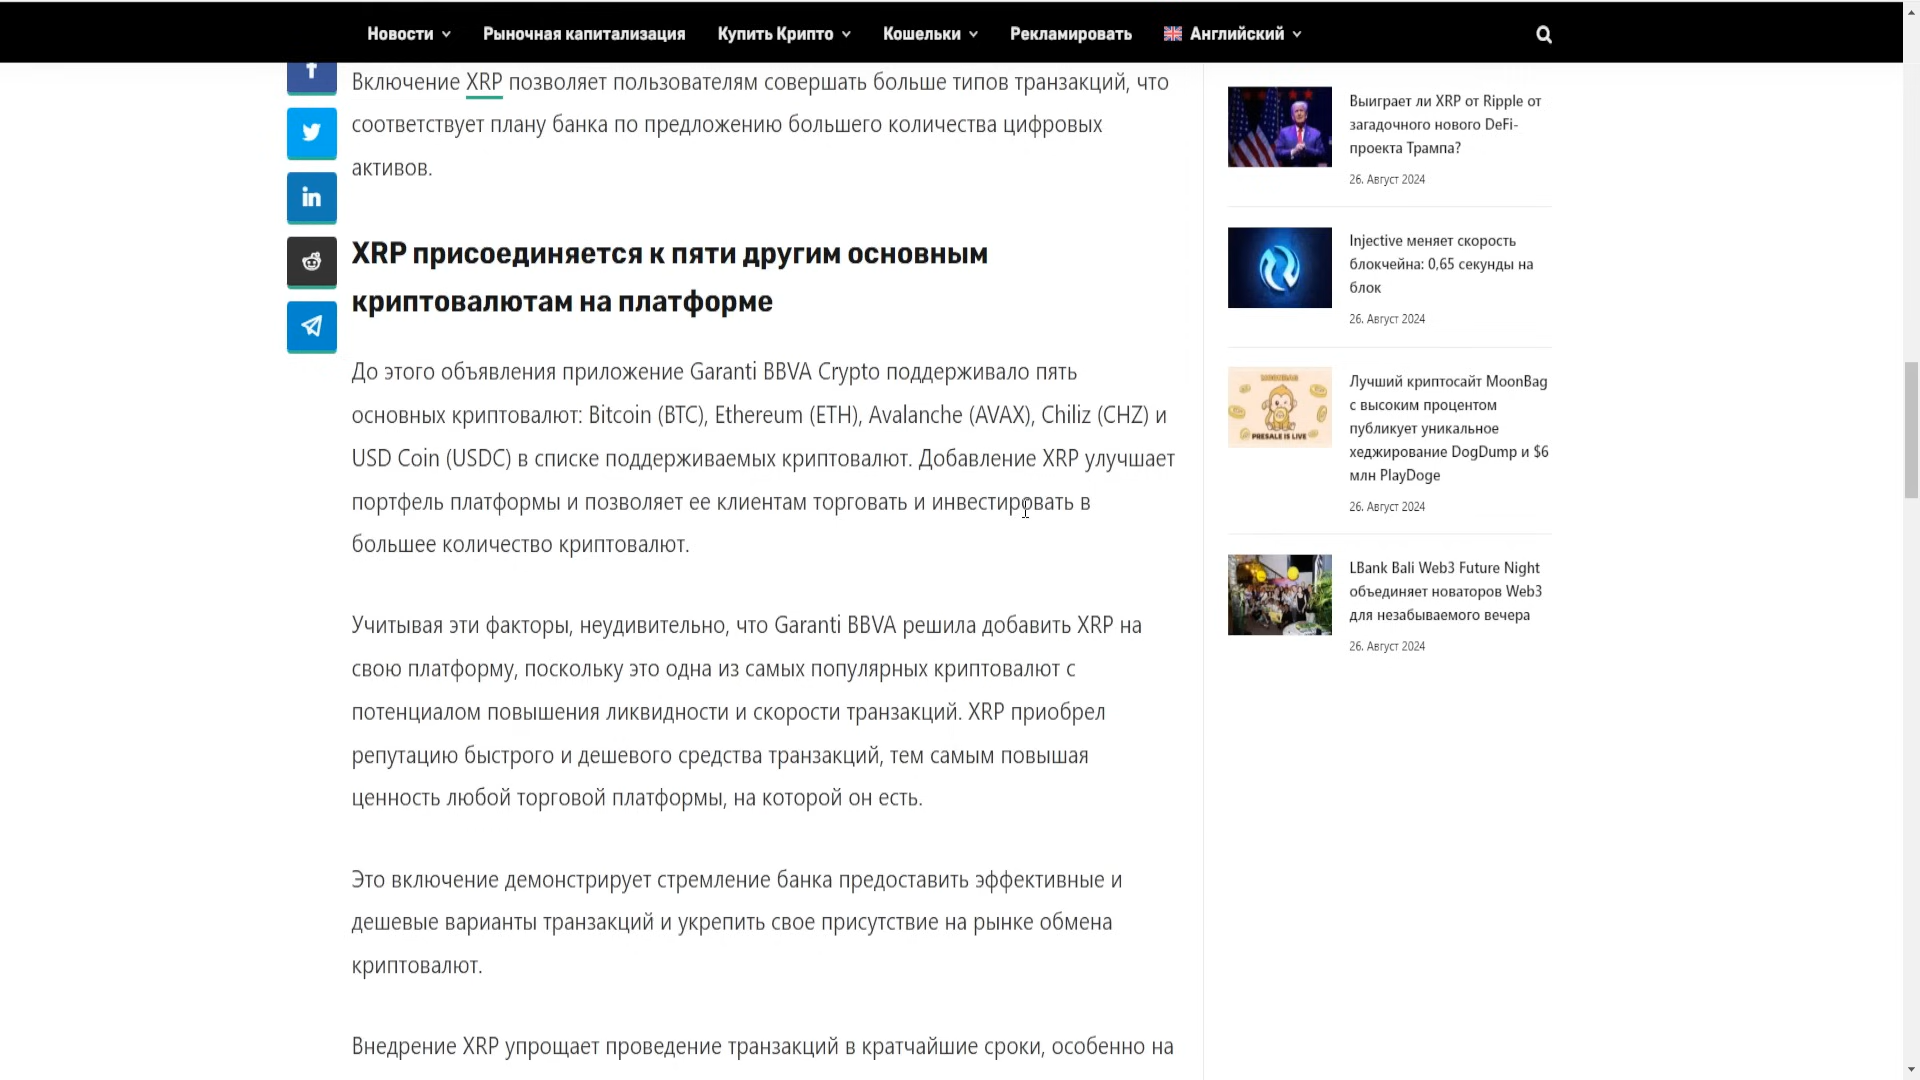 Новости
Рыночная капитализация
Купить Крипто
Кошельки
Рекламировать
Английский
Включение XRP позволяет пользователям совершать больше типов транзакций, что
соответствует плану банка по предложению большего количества цифровых
активов.
XRP присоединяется к пяти другим основным
криптовалютам на платформе
До этого объявления приложение Garanti BBVA Crypto поддерживало пять
основных криптовалют: Bitcoin (BTC), Ethereum (ETH), Avalanche (AVAX), Chiliz (CHZ) и
USD Coin (USDC) в списке поддерживаемых криптовалют. Добавление XRP улучшает
портфель платформы и позволяет ее клиентам торговать и инвестировать в
большее количество криптовалют.
Учитывая эти факторы, неудивительно, что Garanti BBVA решила добавить XRP на
свою платформу, поскольку это одна из самых популярных криптовалют с
потенциалом повышения ликвидности и скорости транзакций. XRP приобрел
репутацию быстрого и дешевого средства транзакций, тем самым повышая
ценность любой торговой платформы, на которой он есть.
Это включение демонстрирует стремление банка предоставить эффективные и
дешевые варианты транзакций и укрепить свое присутствие на рынке обмена
криптовалют.
Внедрение XRP упрощает проведение транзакций в кратчайшие сроки, особенно на
Выиграет ли XRP от Ripple от
загадочного нового DeFi-
проекта Трампа?
26. Август 2024
Injective меняет скорость
блокчейна: 0,65 секунды на
блок
26. Август 2024
MOONBAG
PRESALE IS LIVE
Лучший криптосайт MoonBag
с высоким процентом
публикует уникальное
хеджирование DogDump и $6
млн PlayDoge
26. Август 2024
LBank Bali Web3 Future Night
объединяет новаторов Web3
для незабываемого вечера
26. Август 2024